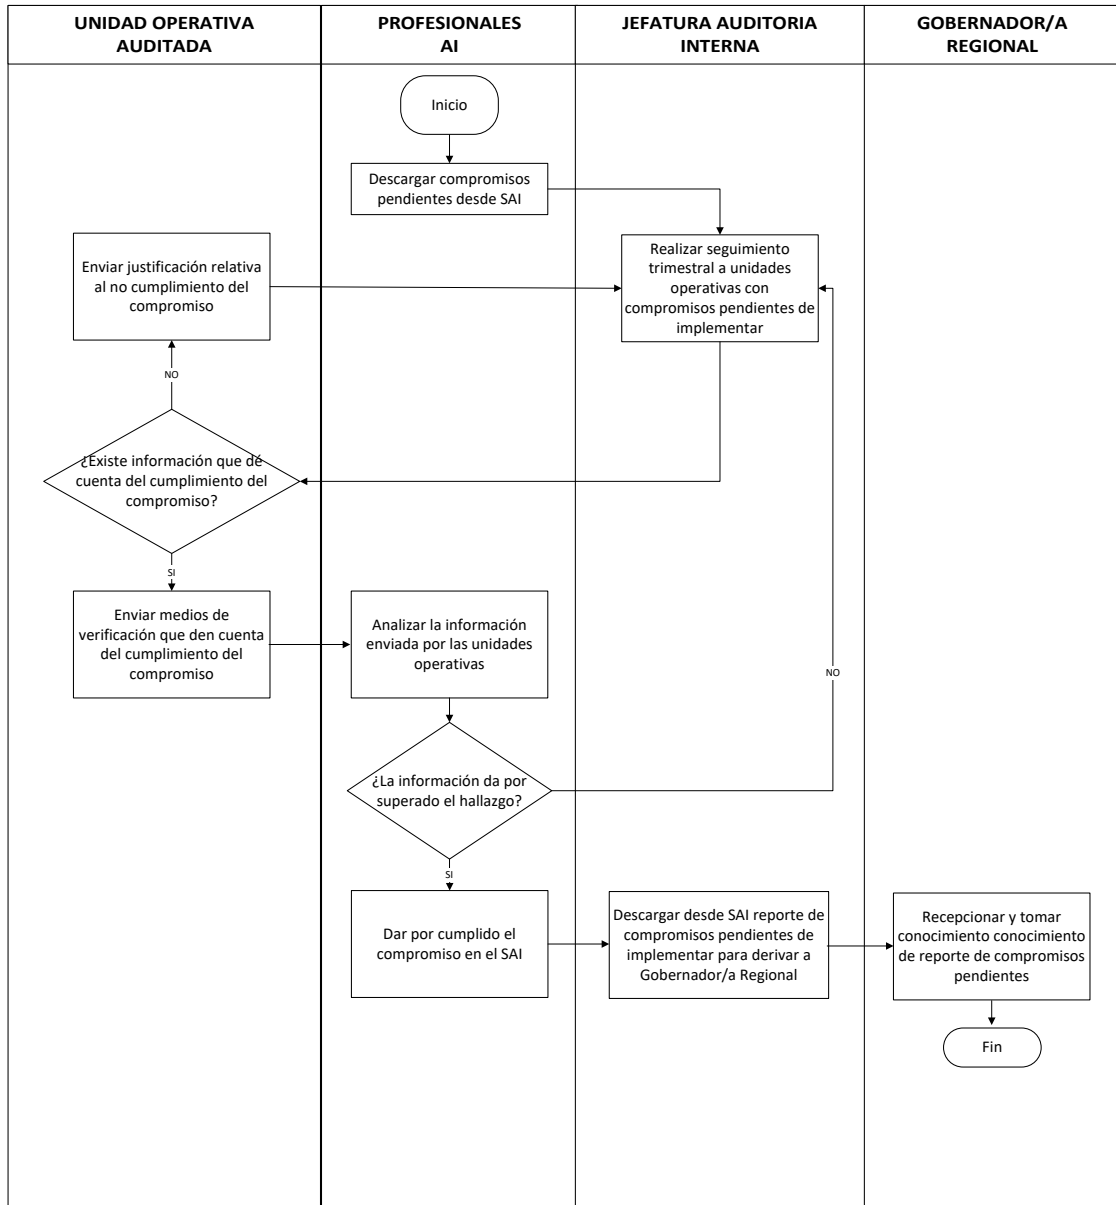 UNIDAD OPERATIVA
AUDITADA
PROFESIONALES
AI
JEFATURA AUDITORIA
INTERNA
GOBERNADOR/A
REGIONAL
Inicio
Descargar compromisos
pendientes desde SAI
Enviar justificación relativa
al no cumplimiento del
compromiso
Realizar seguimiento
trimestral a unidades
operativas con
compromisos pendientes de
implementar
NO
¿Existe información que dé
cuenta del cumplimiento del
compromiso?
SI
Enviar medios de
verificación que den cuenta
del cumplimiento del
compromiso
Analizar la información
enviada por las unidades
operativas
NO
¿La información da por
superado el hallazgo?
SI
Dar por cumplido el
compromiso en el SAI
Descargar desde SAI reporte de
compromisos pendientes de
implementar para derivar a
Gobernador/a Regional
Recepcionar y tomar
conocimiento conocimiento
de reporte de compromisos
pendientes
Fin